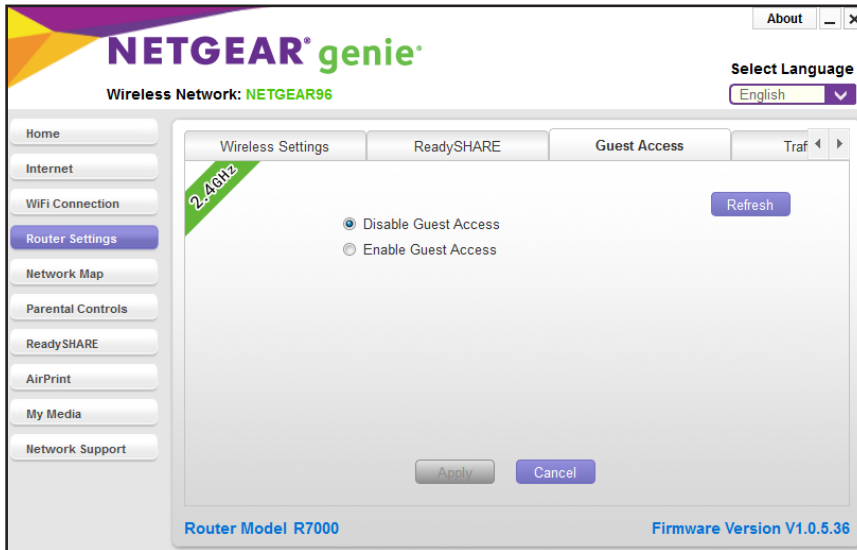 About
NETGEAR® genie®
Select Language
Wireless Network: NETGEAR96
English
Home
Internet
WiFi Connection
Router Settings
Network Map
Parental Controls
ReadySHARE
AirPrint
My Media
Network Support
Wireless Settings
ReadySHARE
Guest Access
Traf
2.4GHz
Refresh
Disable Guest Access
Enable Guest Access
Apply
Cancel
Router Model R7000
Firmware Version V1.0.5.36